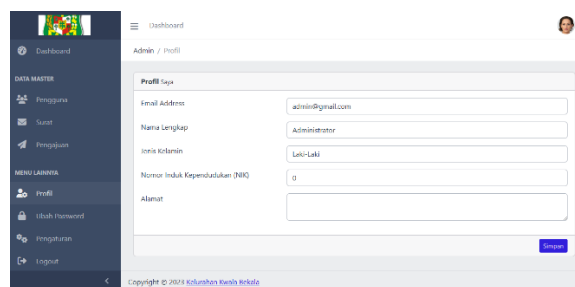 Dashboard
Dashboard
Admin / Profil
DATA MASTER
Pengguna
Surat
Pengajuan
MENU LAINNYA
Profil
Ubah Password
Pengaturan
Logout
Profil Saya
Email Address
admin@gmail.com
Nama Lengkap
Administrator
Jenis Kelamin
Laki-Laki
Nomor Induk Kependudukan (NIK)
0
Alamat
Simpan
Copyright © 2023 Kelurahan Kwala Bekala